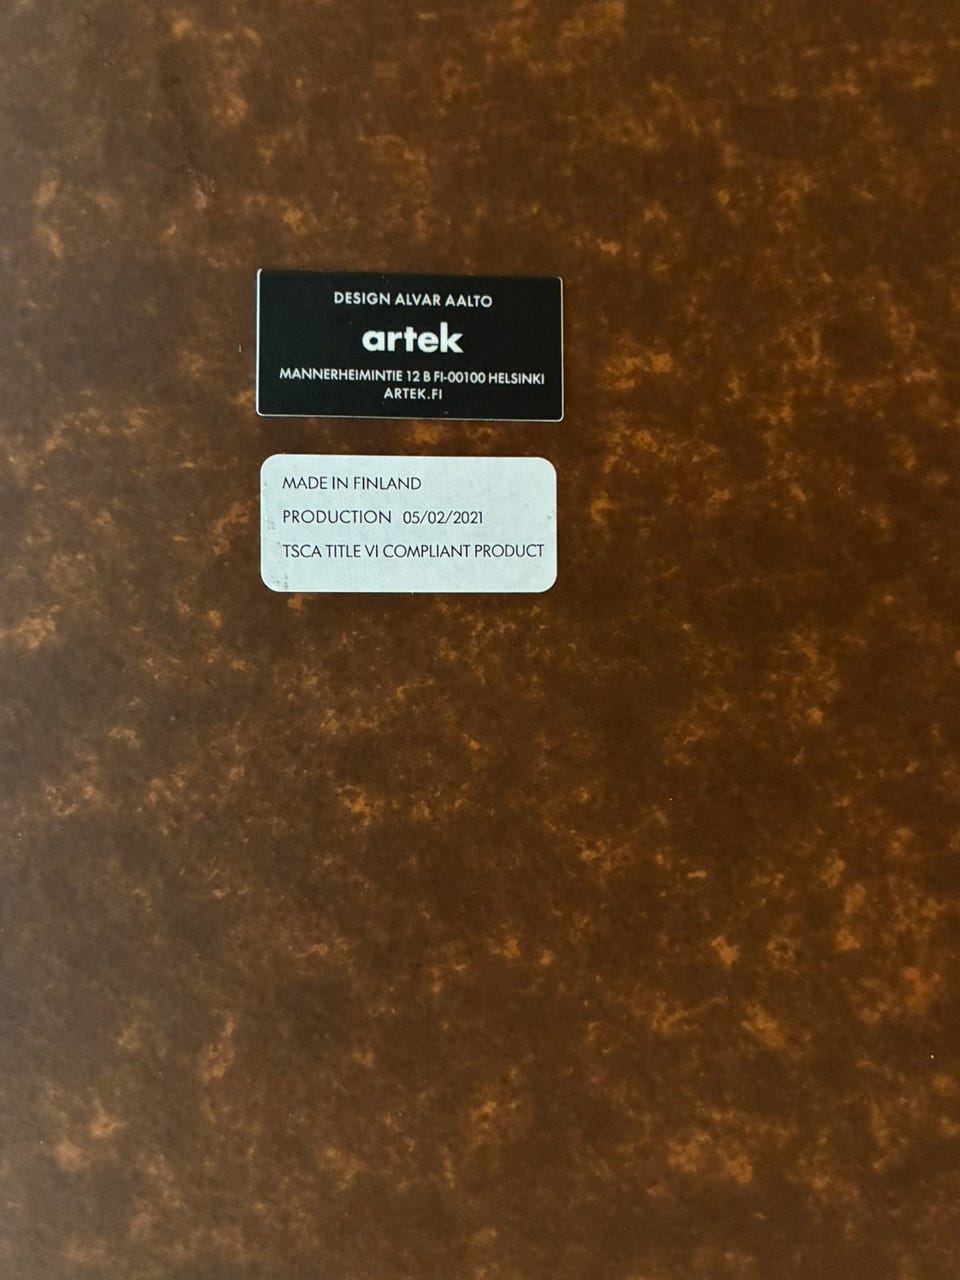 DESIGN ALVAR AALTO
artek
MANNERHEIMINTIE 12 B FI-00100 HELSINKI
ARTEK.FI
MADE IN FINLAND
PRODUCTION 05/02/2021
TSCA TITLE VI COMPLIANT PRODUCT